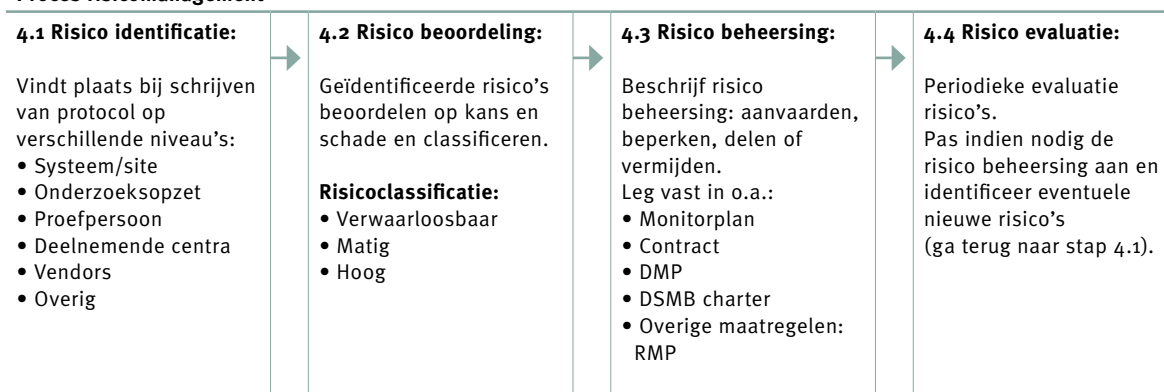 4.1 Risico identificatie:
Vindt plaats bij schrijven
van protocol op
verschillende niveau's:
• Systeem/site
• Onderzoeksopzet
• Proefpersoon
• Deelnemende centra
• Vendors
• Overig
4.2 Risico beoordeling:
Geïdentificeerde risico's
beoordelen op kans en
schade en classificeren.
Risicoclassificatie:
• Verwaarloosbaar
• Matig
• Hoog
4.3 Risico beheersing:
Beschrijf risico
beheersing: aanvaarden,
beperken, delen of
vermijden.
Leg vast in o.a.:
• Monitorplan
• Contract
• DMP
• DSMB charter
• Overige maatregelen:
RMP
4.4 Risico evaluatie:
Periodieke evaluatie
risico's.
Pas indien nodig de
risico beheersing aan en
identificeer eventuele
nieuwe risico's
(ga terug naar stap 4.1).